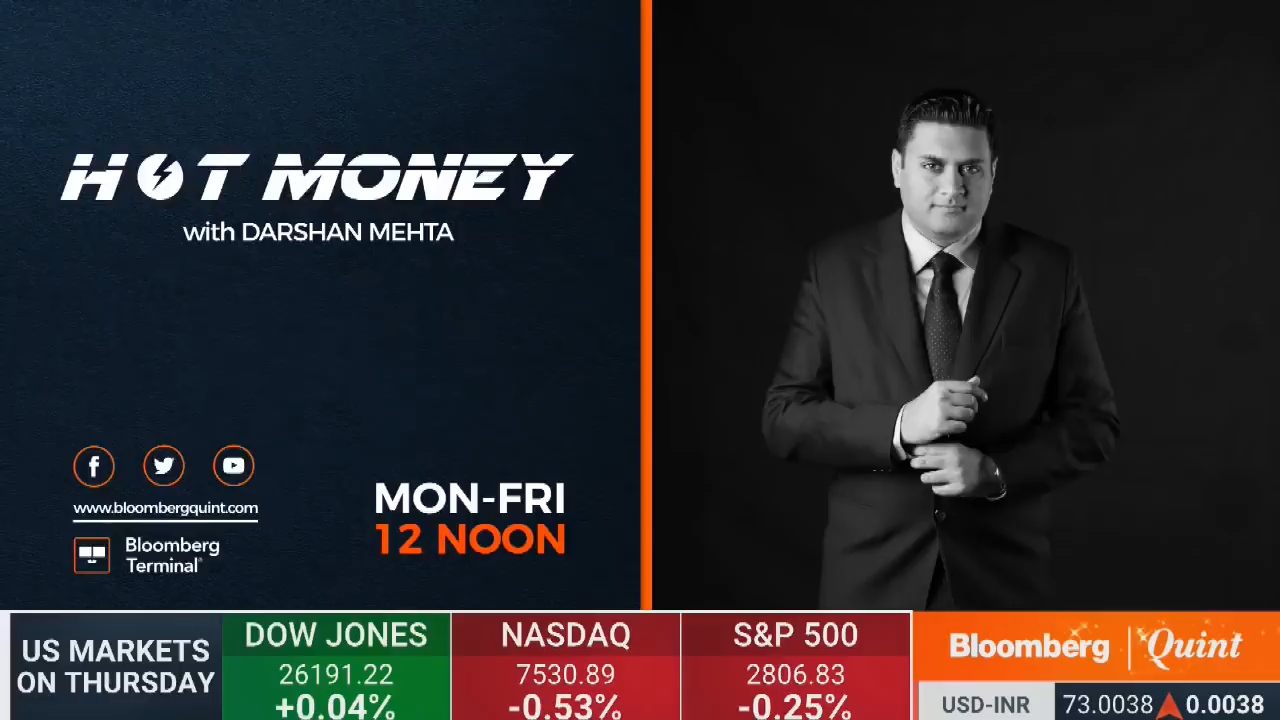 HOT MONEY
with DARSHAN MEHTA
www.bloombergquint.com
Bloomberg
Terminal®
MON-FRI
12 NOON
US MARKETS
ON THURSDAY
DOW JONES
26191.22
+0.04%
NASDAQ
7530.89
-0.53%
S&P 500
2806.83
-0.25%
Bloomberg | Quint
USD-INR 73.0038 0.0038